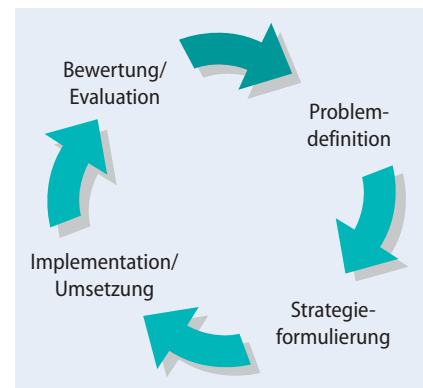 Bewertung/
Evaluation
Problem-
definition
Strategie-
formulierung
Implementation/
Umsetzung